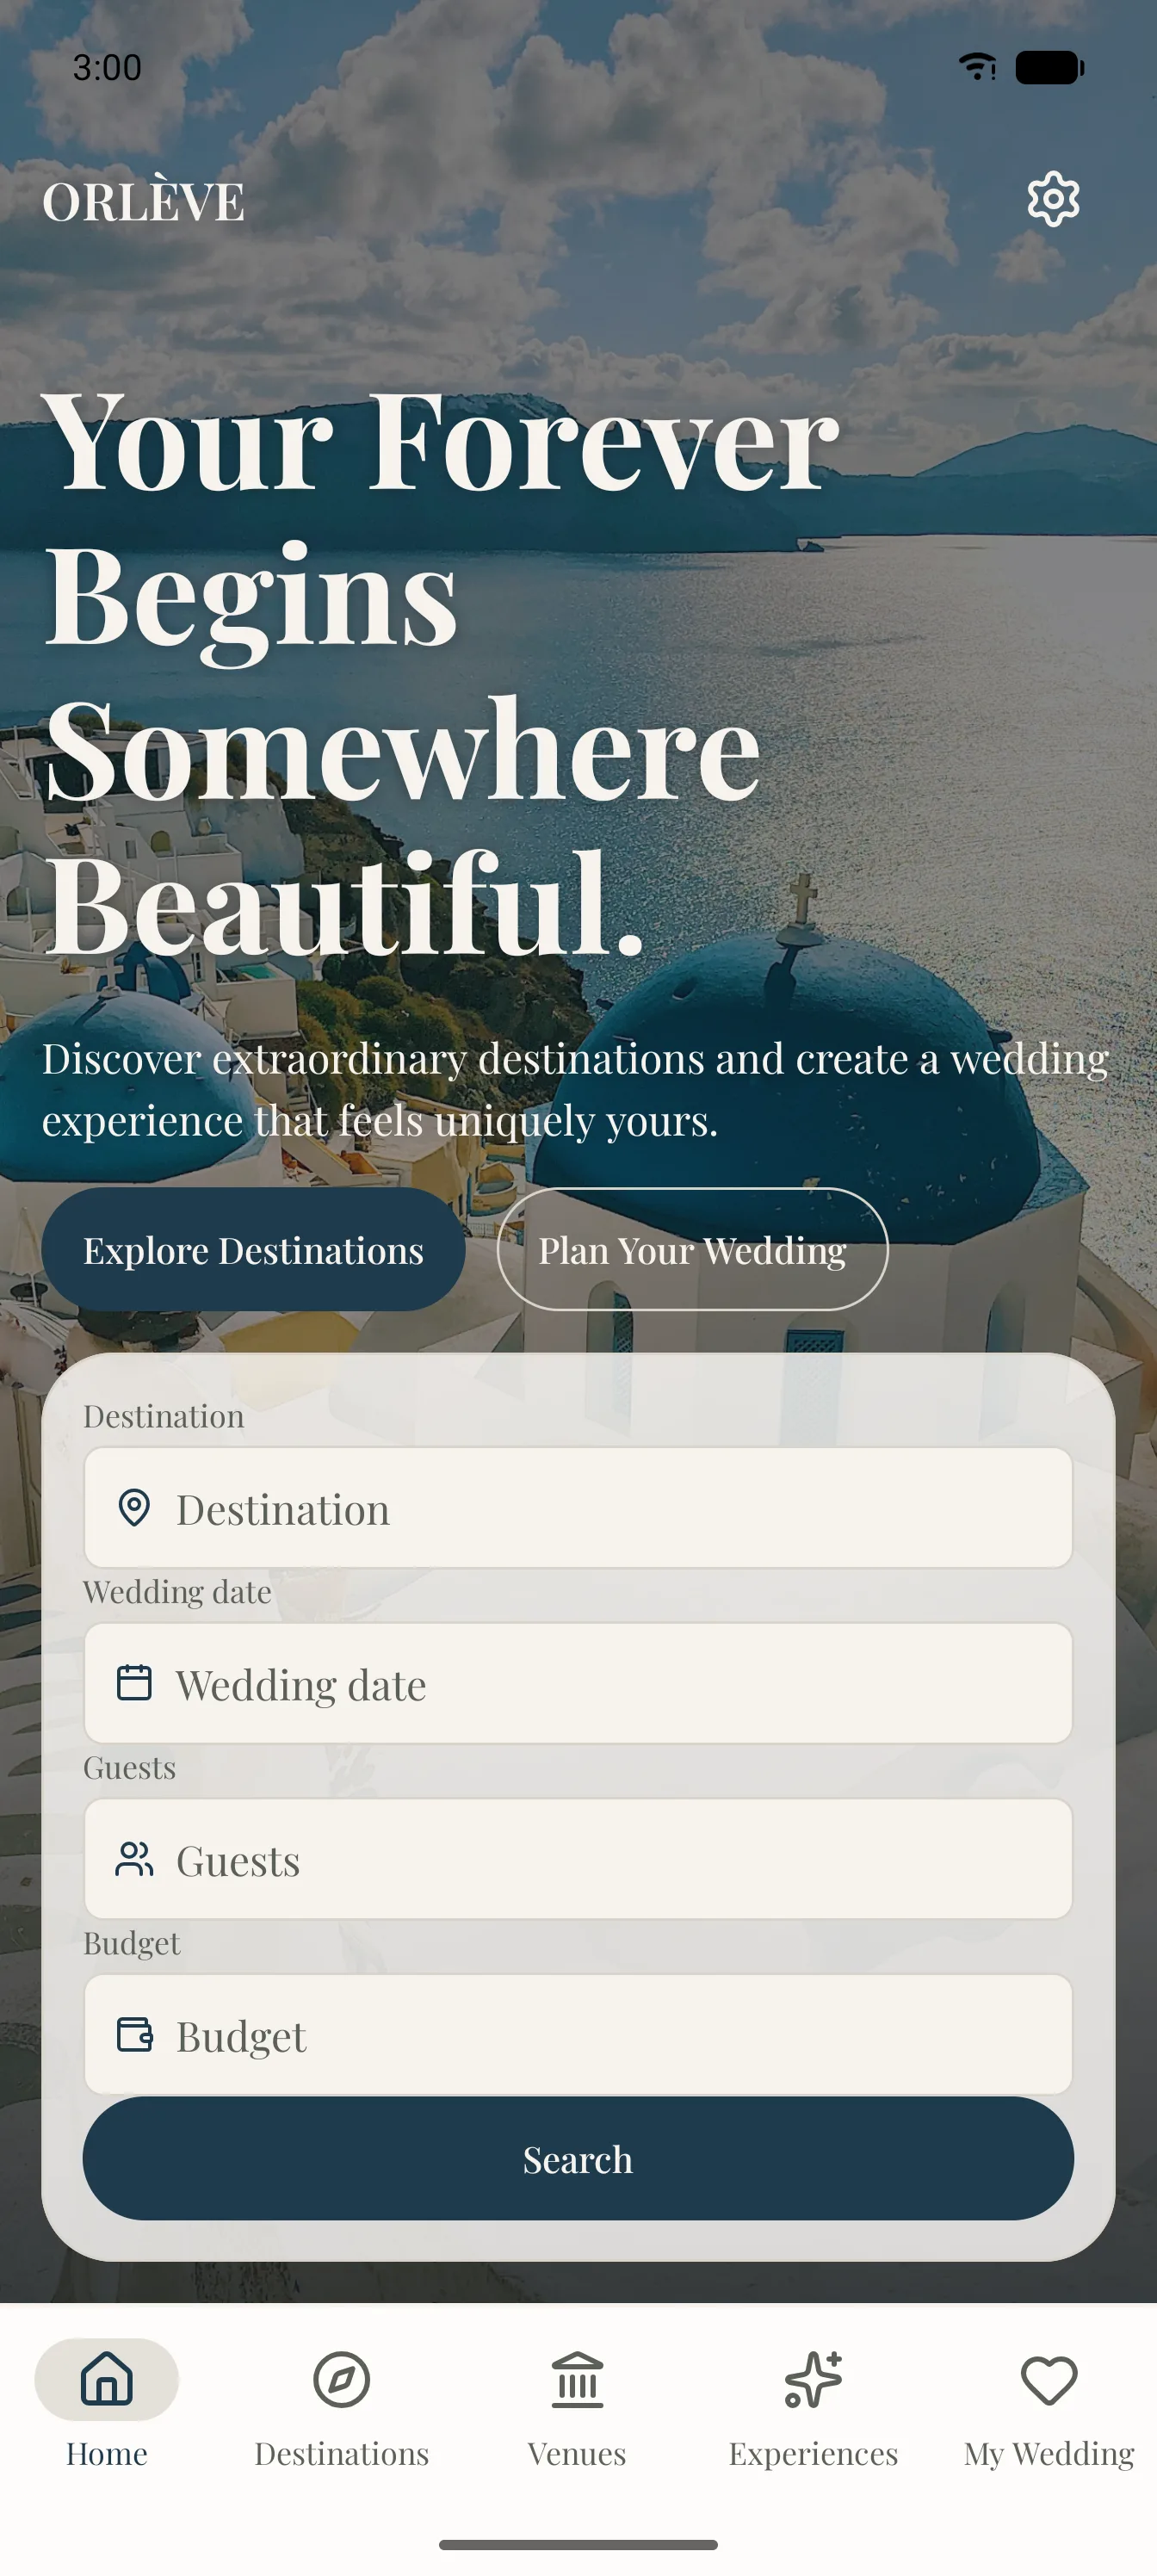 3:00
ORLÈVE
Your Forever
Begins
Somewhere
Beautiful.
Discover extraordinary destinations and create a wedding
experience that feels uniquely yours.
Explore Destinations
Plan Your Wedding
Destination
Destination
Wedding date
Wedding date
Guests
Guests
Budget
Budget
Search
Home
Destinations
Venues
Experiences
My Wedding